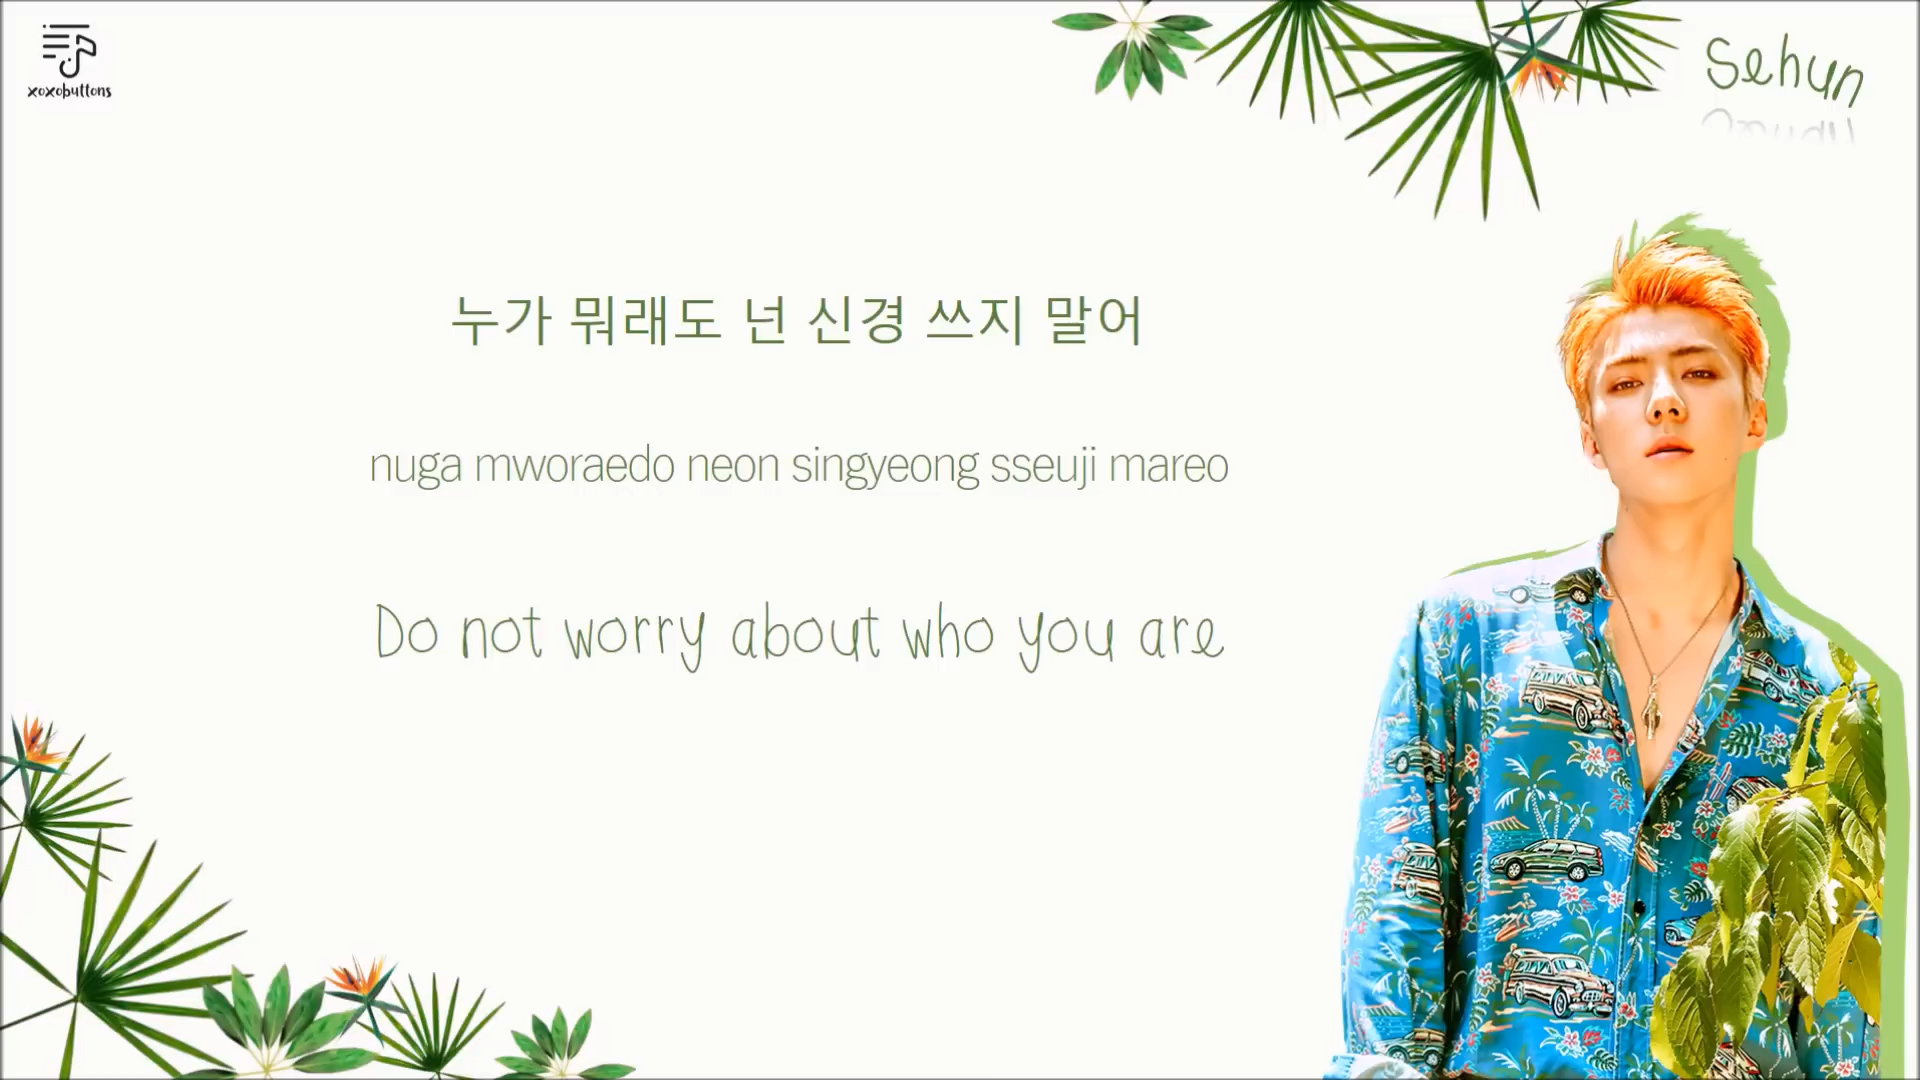 xoxobuttons
Sehun
누가 뭐래도 넌 신경 쓰지 말어
nuga mworaedo neon singyeong sseuji mareo
Do not worry about who you are